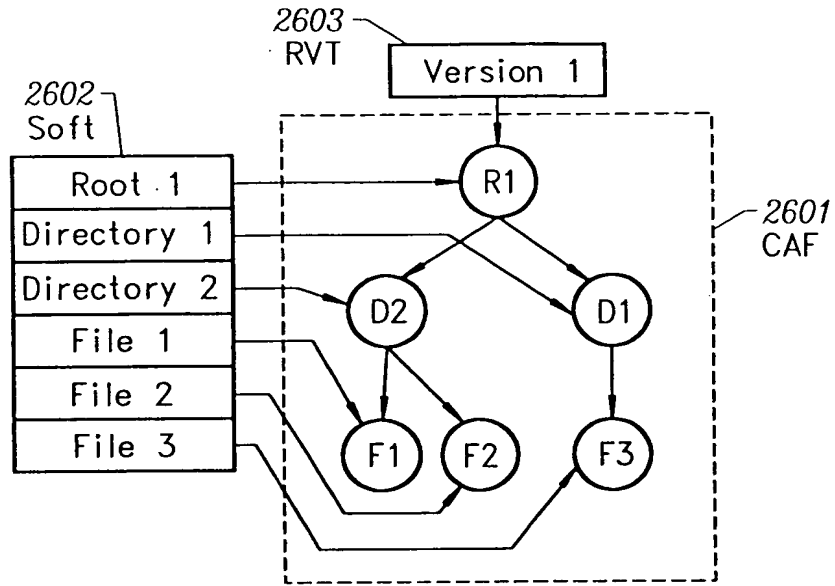 2603
RVT
Version 1
2602
Soft
Root 1
Directory 1
Directory 2
File 1
File 2
File 3
R1
D2
D1
F1
F2
F3
2601
CAF